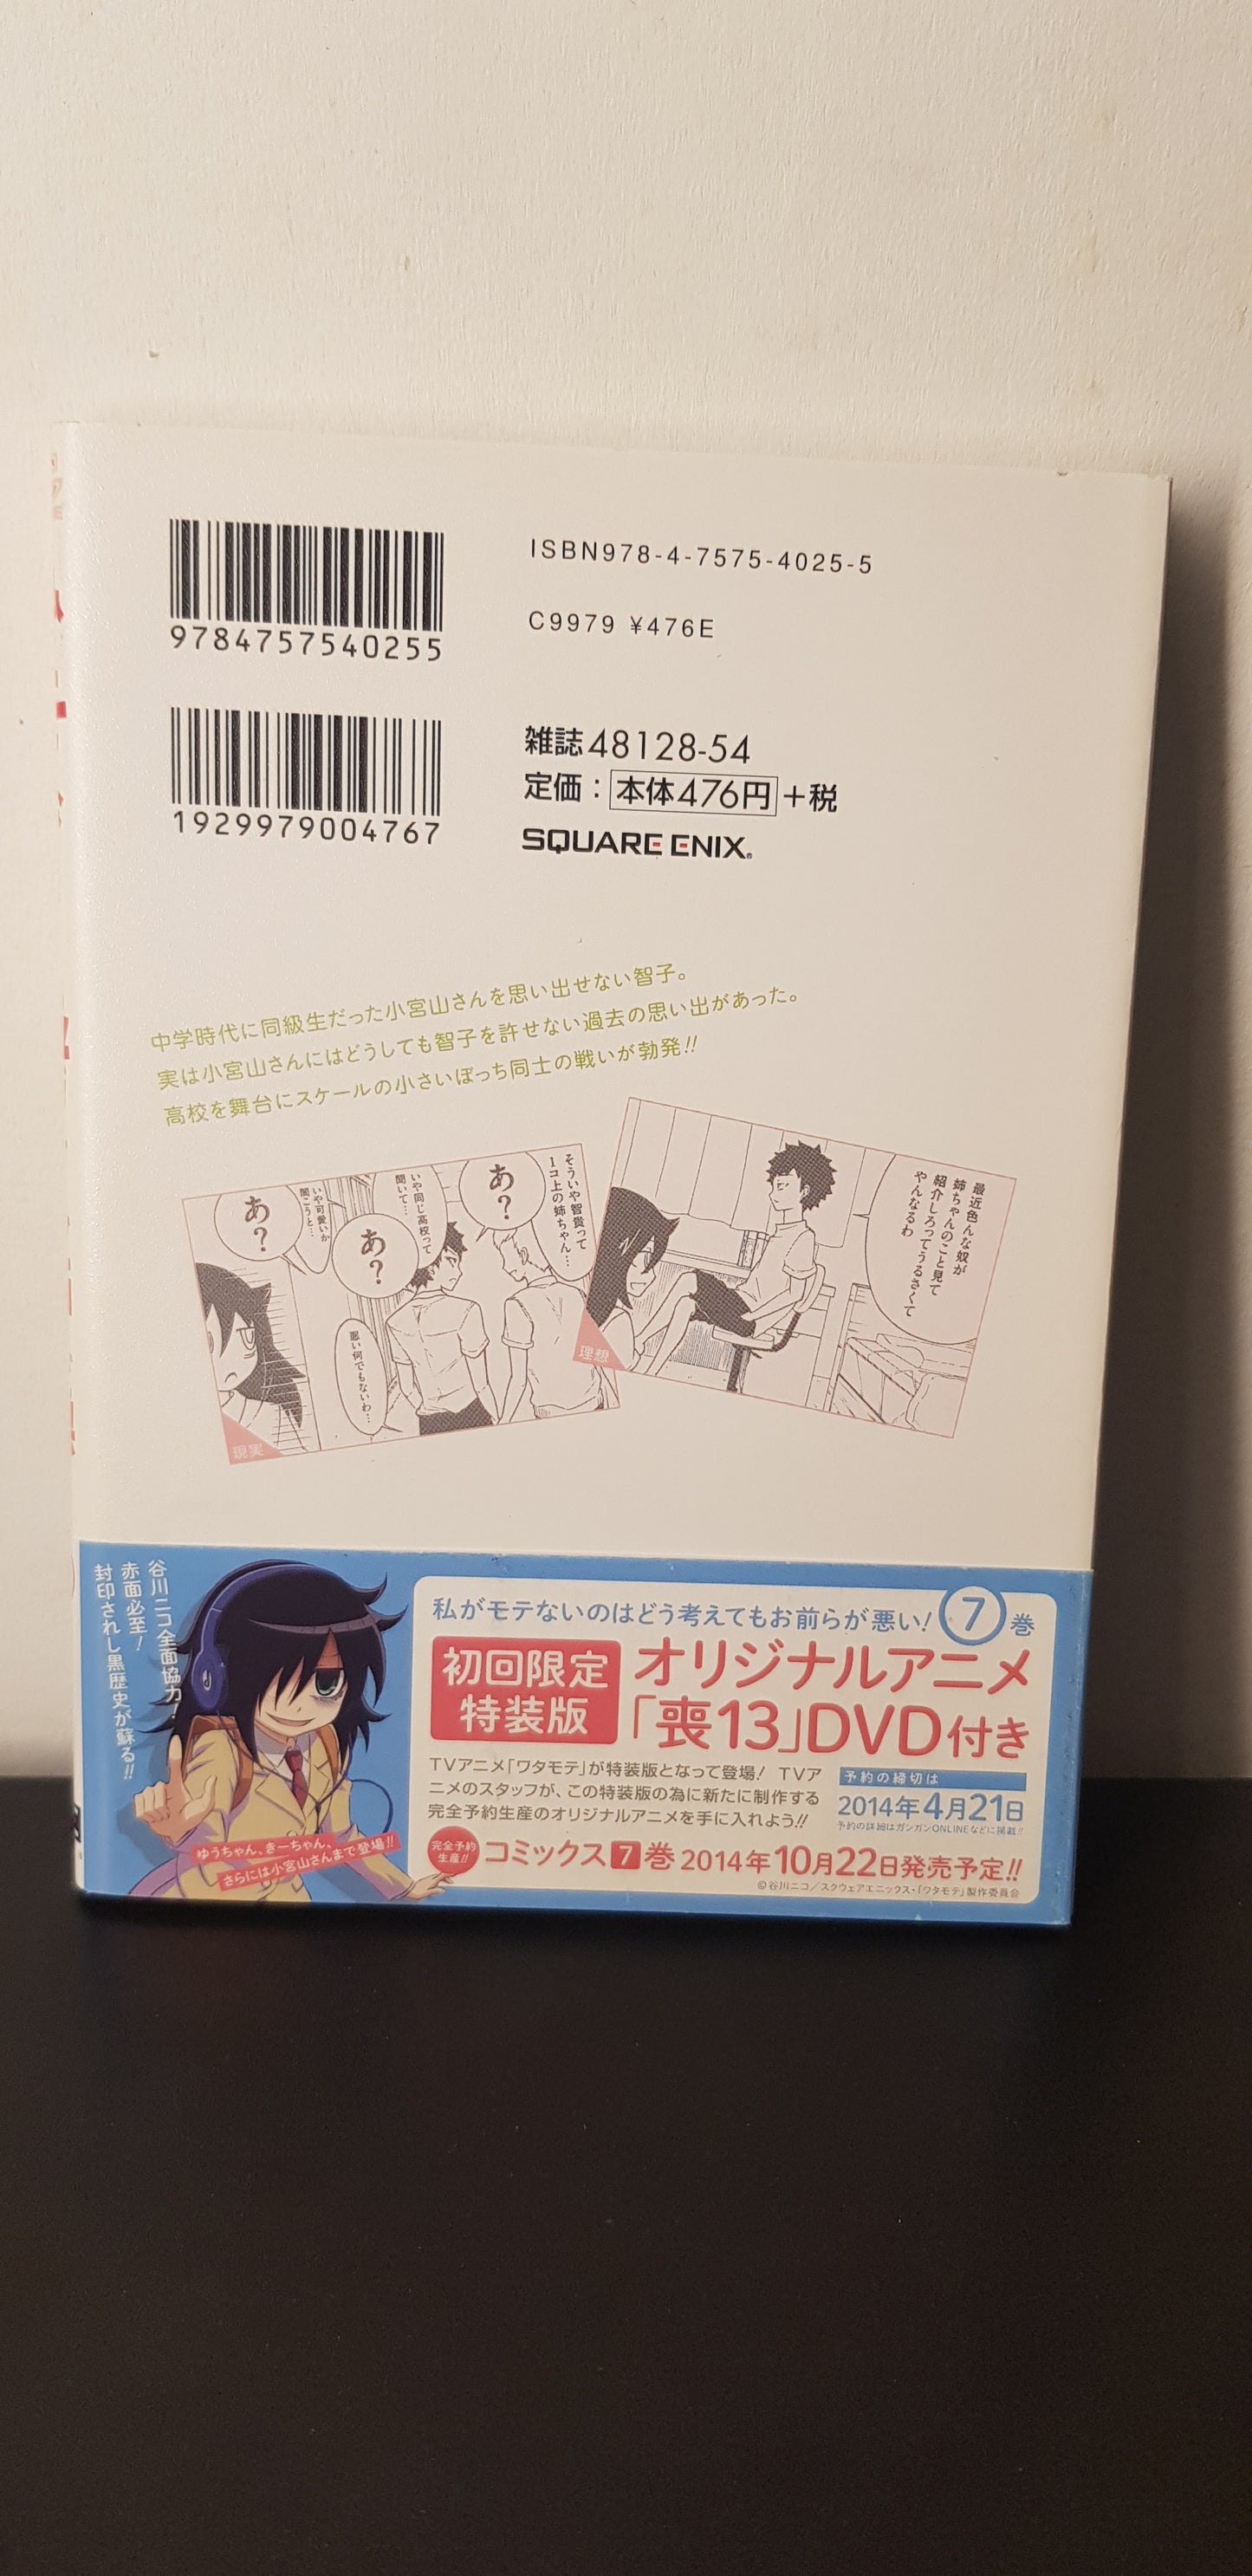 9784757540255
ISBN978-4-7575-4025-5
C9979 ¥476E
1929979004767
雑誌48128-54
定価：本体476円+税
SQUARE ENIX®
中学時代に同級生だった小宮山さんを思い出せない智子。
実は小宮山さんにはどうしても智子を許せない過去の思い出があった。
高校を舞台にスケールの小さいぼっち同士の戦いが勃発!!
最近色んな奴が
姉ちゃんのこと見て
紹介しろってうるさくて
やんなるわ
理想
そういや智貴って
1コ上の姉ちゃん…
あ？
いや同じ高校って
聞いて…
あ？
いや可愛いか
聞こうと…
あ？
悪い何でもないわ…
現実
谷川ニコ全面協力！
赤面必至！
封印されし黒歴史が蘇る!!
ゆうちゃん、きーちゃん、
さらには小宮山さんまで登場!!
私がモテないのはどう考えてもお前らが悪い！7巻
初回限定
特装版
オリジナルアニメ
「喪13」DVD付き
TVアニメ「ワタモテ」が特装版となって登場！ TVア
ニメのスタッフが、この特装版の為に新たに制作する
完全予約生産のオリジナルアニメを手に入れよう!!
予約の締切は
2014年4月21日
予約の詳細はガンガンONLINEなどに掲載!!
完全予約
生産!!
コミックス7巻 2014年10月22日発売予定!!
©谷川ニコ／スクウェアエニックス・「ワタモテ」製作委員会